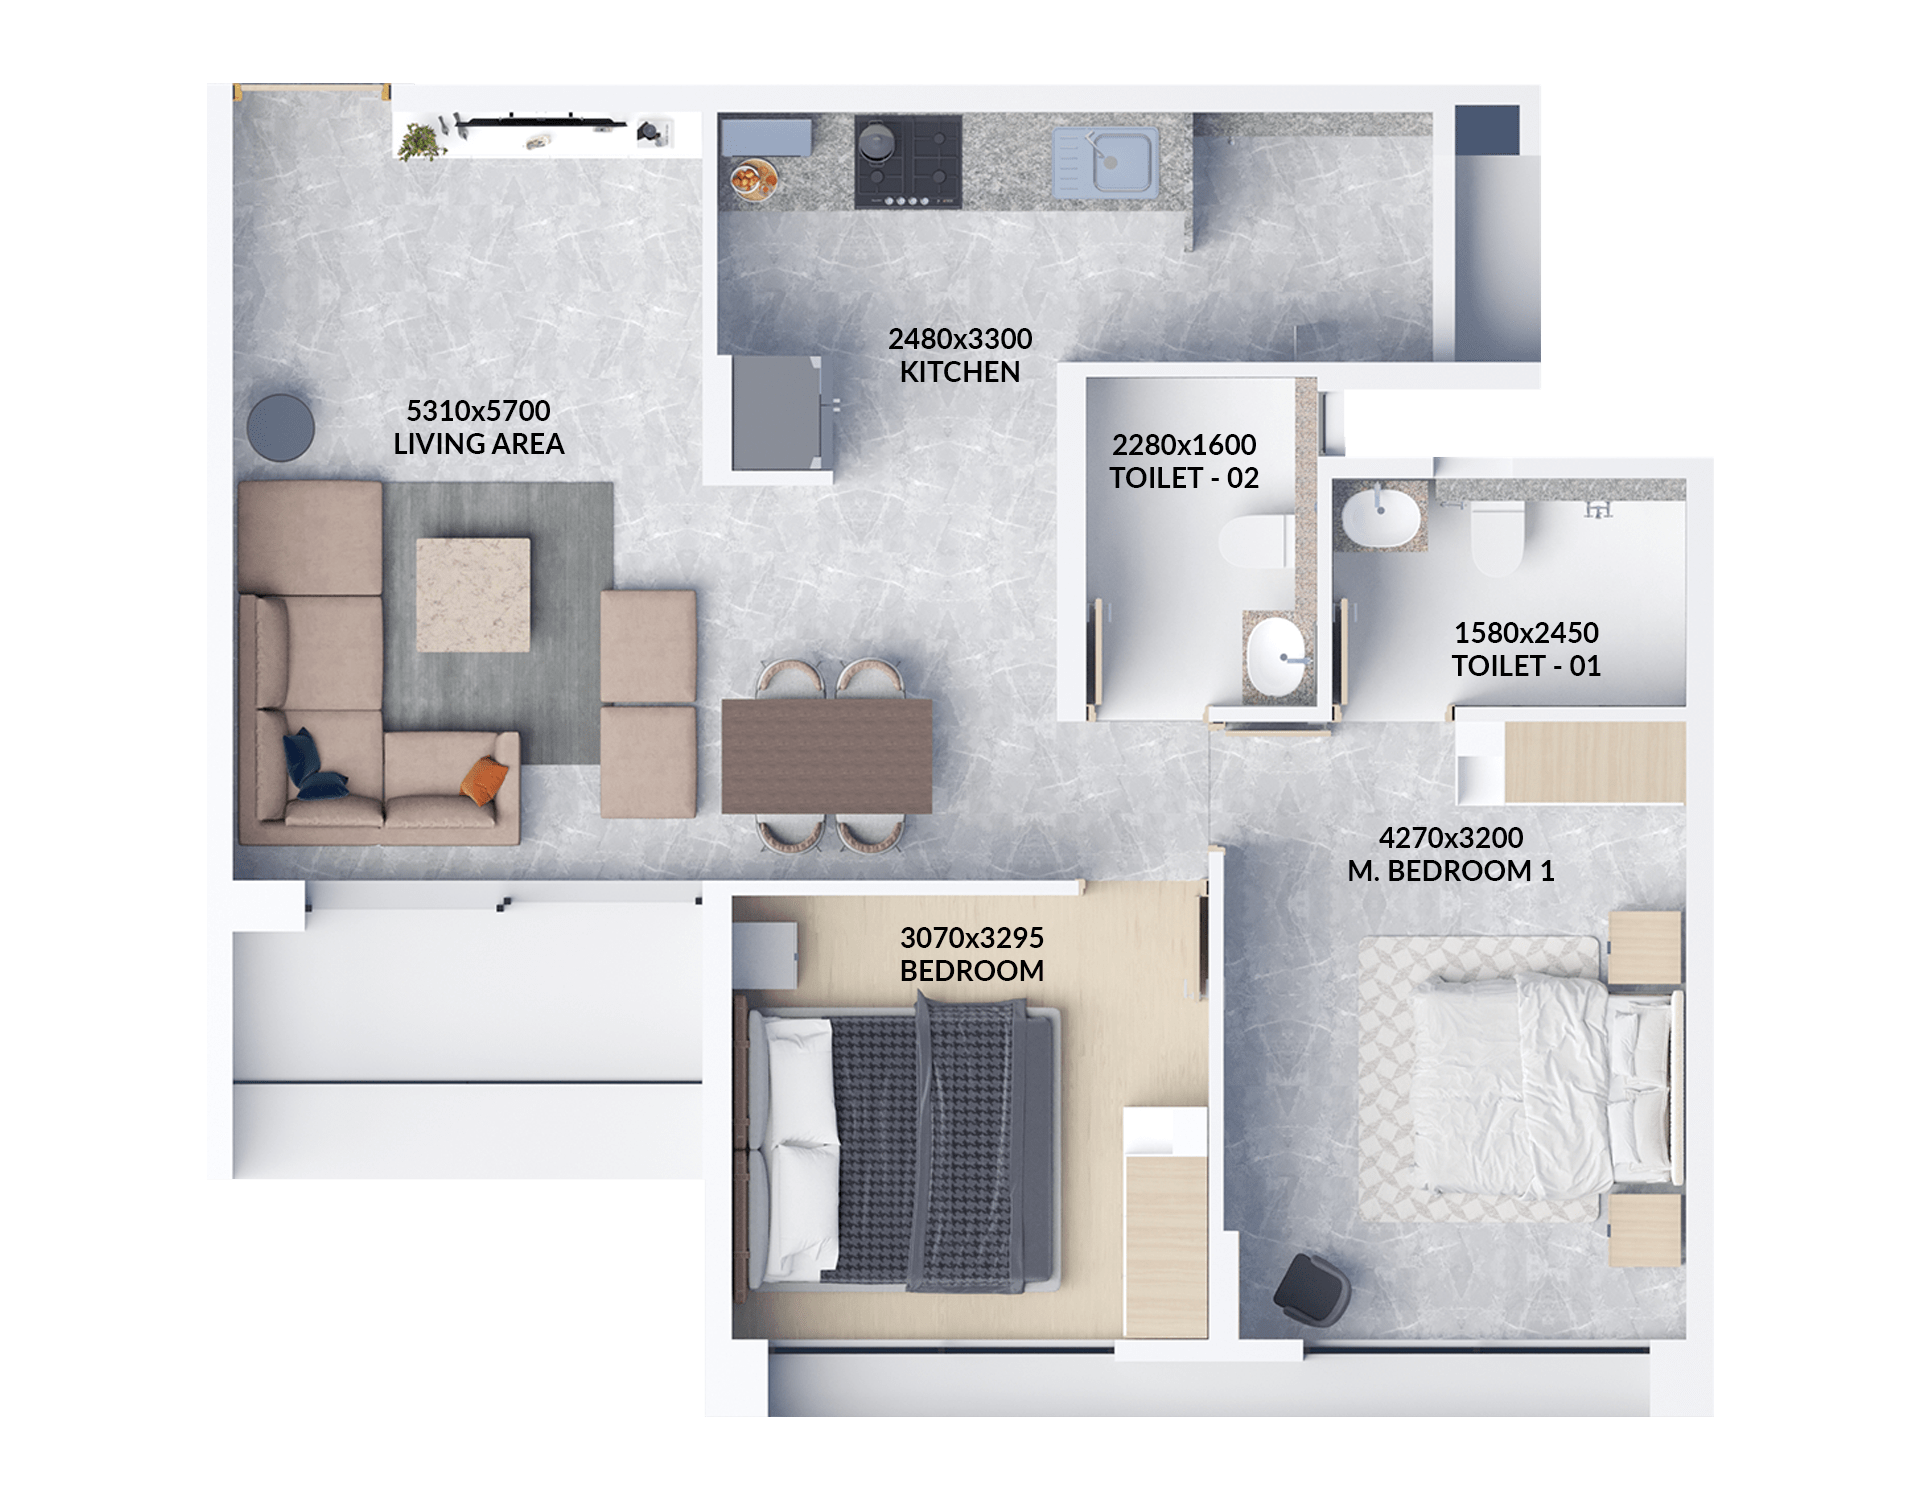 2480x3300
KITCHEN
5310x5700
LIVING AREA
2280x1600
TOILET - 02
1580x2450
TOILET - 01
4270x3200
M. BEDROOM 1
3070x3295
BEDROOM